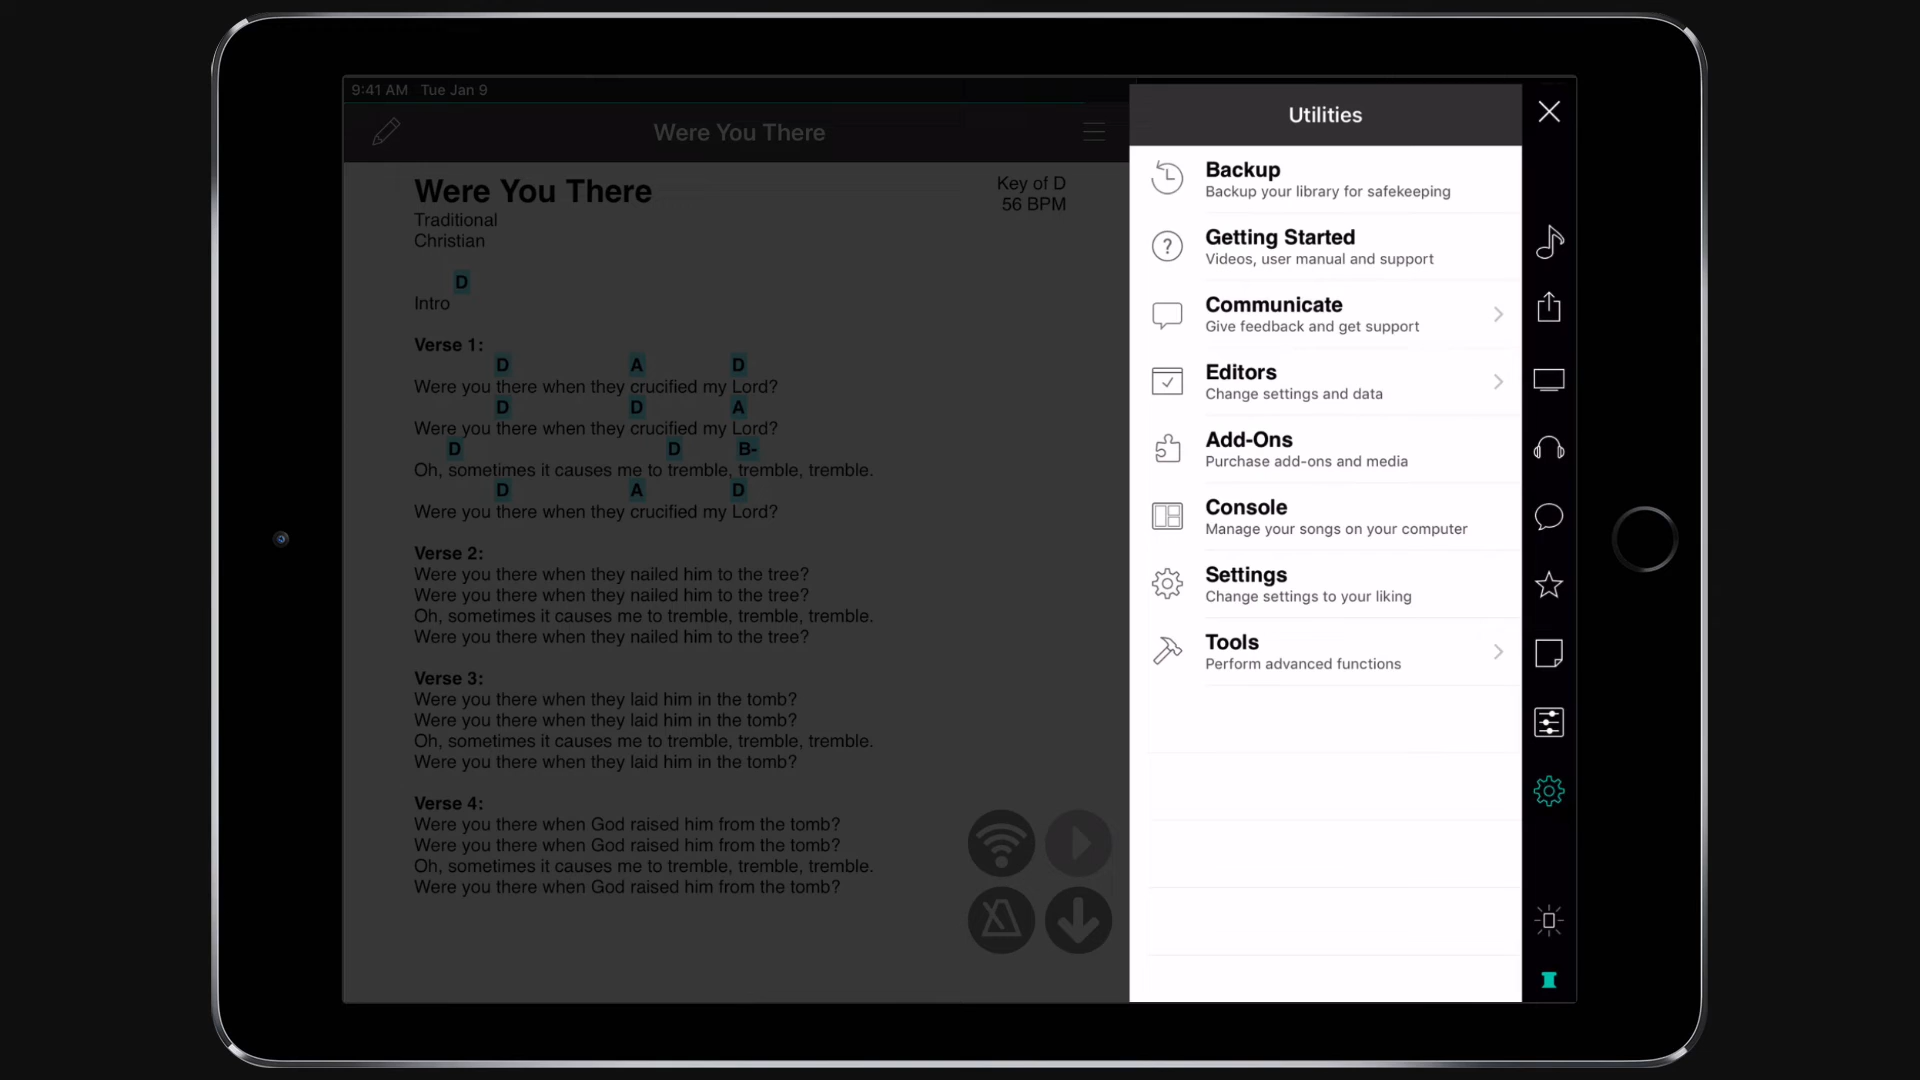 9:41 AM Tue Jan 9
Were You There
Were You There
Key of D
Traditional
56 BPM
Christian
D
Intro
Verse 1:
D A D
Were you there when they crucified my Lord?
D D A
Were you there when they crucified my Lord?
D D B-
Oh, sometimes it causes me to tremble, tremble, tremble.
D A D
Were you there when they crucified my Lord?
Verse 2:
Were you there when they nailed him to the tree?
Were you there when they nailed him to the tree?
Oh, sometimes it causes me to tremble, tremble, tremble.
Were you there when they nailed him to the tree?
Verse 3:
Were you there when they laid him in the tomb?
Were you there when they laid him in the tomb?
Oh, sometimes it causes me to tremble, tremble, tremble.
Were you there when they laid him in the tomb?
Verse 4:
Were you there when God raised him from the tomb?
Were you there when God raised him from the tomb?
Oh, sometimes it causes me to tremble, tremble, tremble.
Were you there when God raised him from the tomb?
Utilities
Backup
Backup your library for safekeeping
Getting Started
Videos, user manual and support
Communicate
Give feedback and get support
Editors
Change settings and data
Add-Ons
Purchase add-ons and media
Console
Manage your songs on your computer
Settings
Change settings to your liking
Tools
Perform advanced functions